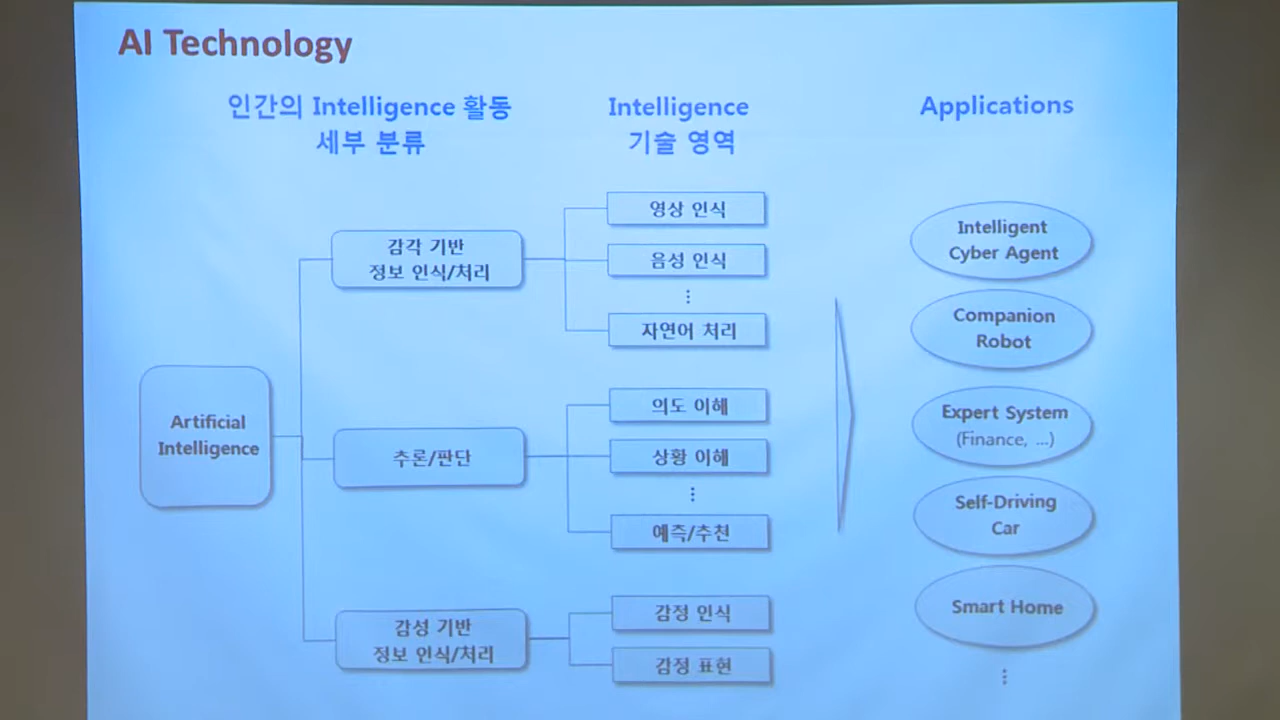 AI Technology
인간의 Intelligence 활동
세부 분류
Intelligence
기술 영역
Applications
Artificial
Intelligence
감각 기반
정보 인식/처리
영상 인식
음성 인식
⋮
자연어 처리
추론/판단
의도 이해
상황 이해
⋮
예측/추천
감성 기반
정보 인식/처리
감정 인식
감정 표현
Intelligent
Cyber Agent
Companion
Robot
Expert System
(Finance, ...)
Self-Driving
Car
Smart Home
⋮